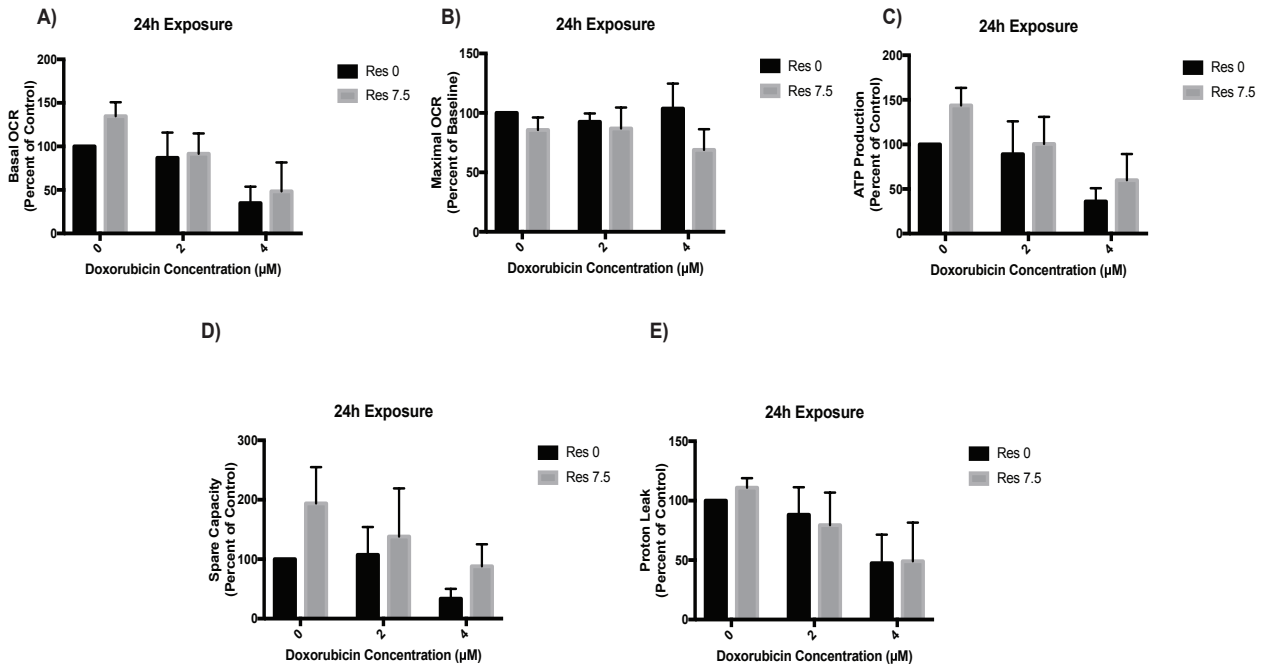 A)
24h Exposure
200
150
100
50
0
Basal OCR
(Percent of Control)
0
2
4
Doxorubicin Concentration (µM)
Res 0
Res 7.5
B)
24h Exposure
150
100
50
0
Maximal OCR
(Percent of Baseline)
0
2
4
Doxorubicin Concentration (µM)
Res 0
Res 7.5
C)
24h Exposure
200
150
100
50
0
ATP Production
(Percent of Control)
0
2
4
Doxorubicin Concentration (µM)
Res 0
Res 7.5
D)
24h Exposure
300
200
100
0
Spare Capacity
(Percent of Control)
0
2
4
Doxorubicin Concentration (µM)
Res 0
Res 7.5
E)
24h Exposure
150
100
50
0
Proton Leak
(Percent of Control)
0
2
4
Doxorubicin Concentration (µM)
Res 0
Res 7.5